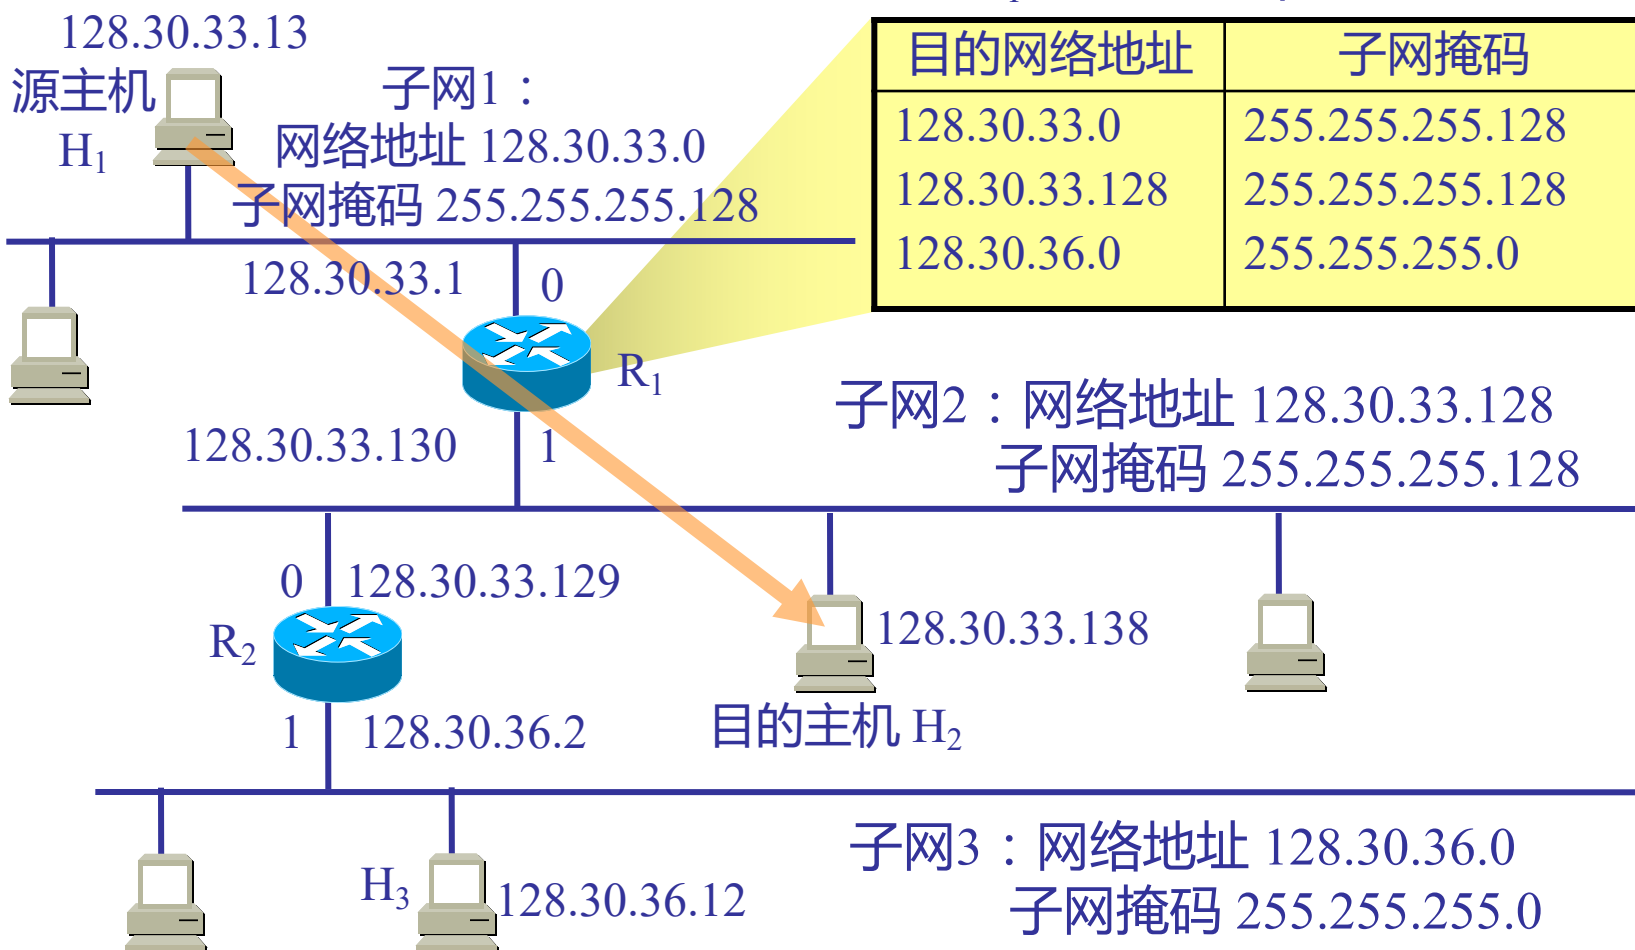 128.30.33.13
源主机
H1
子网1：
网络地址 128.30.33.0
子网掩码 255.255.255.128
目的网络地址 子网掩码
128.30.33.0 255.255.255.128
128.30.33.128 255.255.255.128
128.30.36.0 255.255.255.0
128.30.33.1 0
R1
子网2：网络地址 128.30.33.128
子网掩码 255.255.255.128
128.30.33.130 1
0 128.30.33.129
R2
128.30.33.138
1 128.30.36.2
目的主机 H2
子网3：网络地址 128.30.36.0
子网掩码 255.255.255.0
H3
128.30.36.12